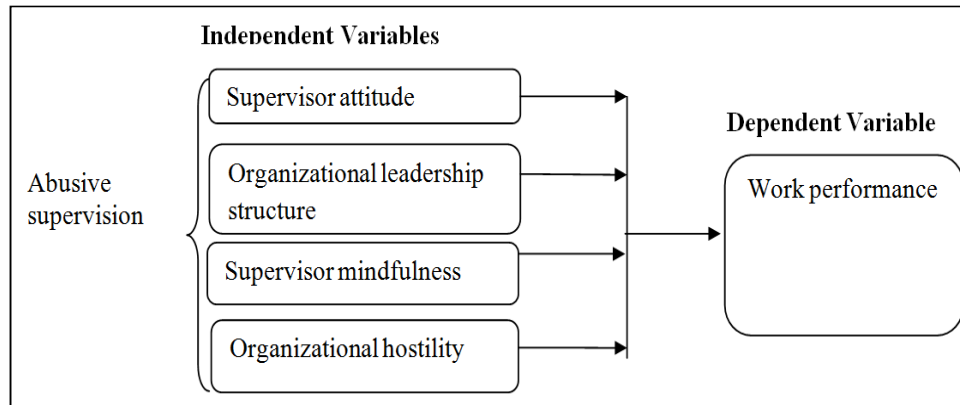 Independent Variables
Supervisor attitude
Dependent Variable
Abusive
supervision
Organizational leadership
structure
Work performance
Supervisor mindfulness
Organizational hostility